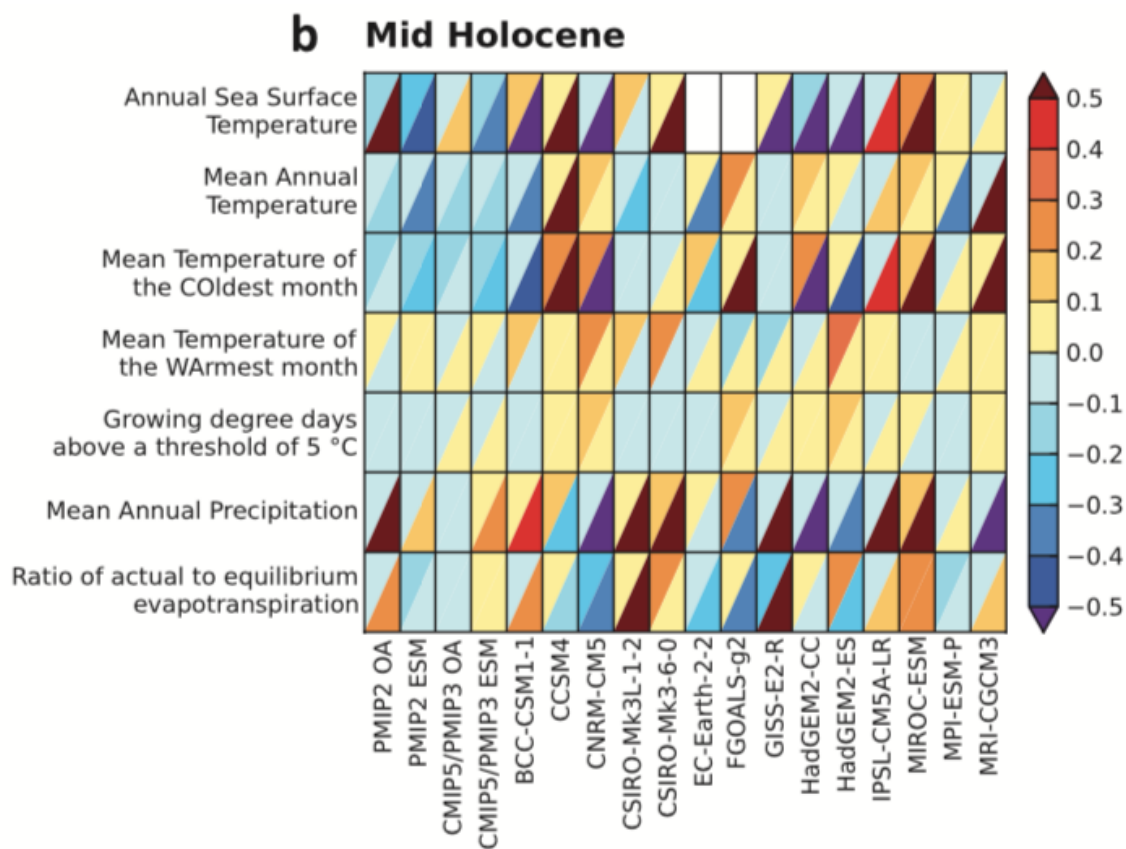 b Mid Holocene
Annual Sea Surface
Temperature
Mean Annual
Temperature
Mean Temperature of
the COldest month
Mean Temperature of
the WArmest month
Growing degree days
above a threshold of 5 °C
Mean Annual Precipitation
Ratio of actual to equilibrium
evapotranspiration
0.5
0.4
0.3
0.2
0.1
0.0
−0.1
−0.2
−0.3
−0.4
−0.5
PMIP2 OA
PMIP2 ESM
CMIP5/PMIP3 OA
CMIP5/PMIP3 ESM
BCC-CSM1-1
CCSM4
CNRM-CM5
CSIRO-Mk3L-1-2
CSIRO-Mk3-6-0
EC-Earth-2-2
FGOALS-g2
GISS-E2-R
HadGEM2-CC
HadGEM2-ES
IPSL-CM5A-LR
MIROC-ESM
MPI-ESM-P
MRI-CGCM3